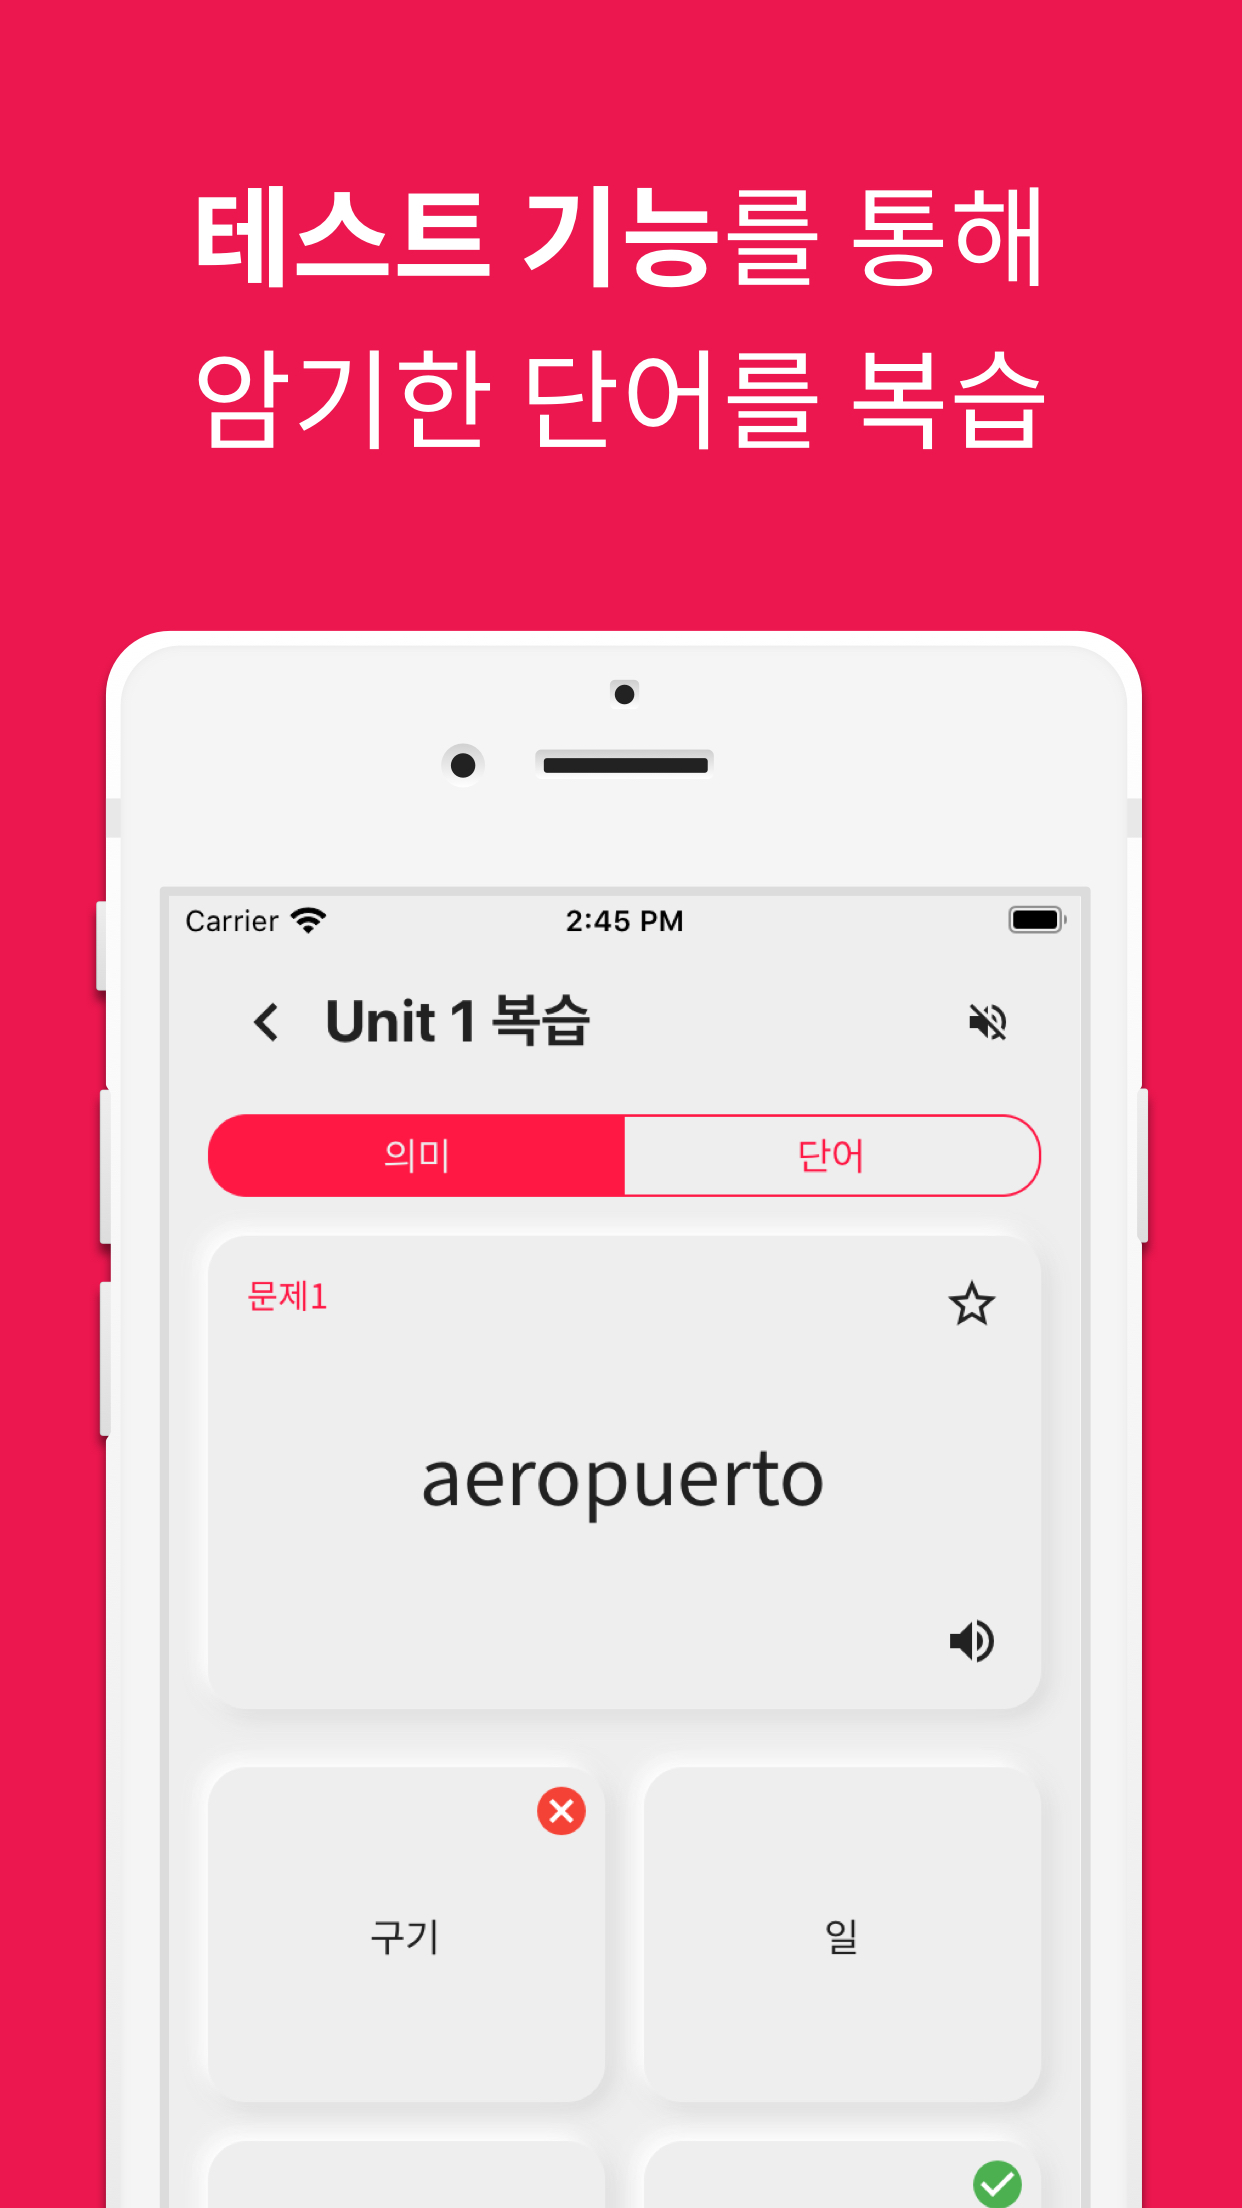 테스트 기능를 통해
암기한 단어를 복습
Carrier 2:45 PM
Unit 1 복습
의미 단어
문제1
aeropuerto
구기 일